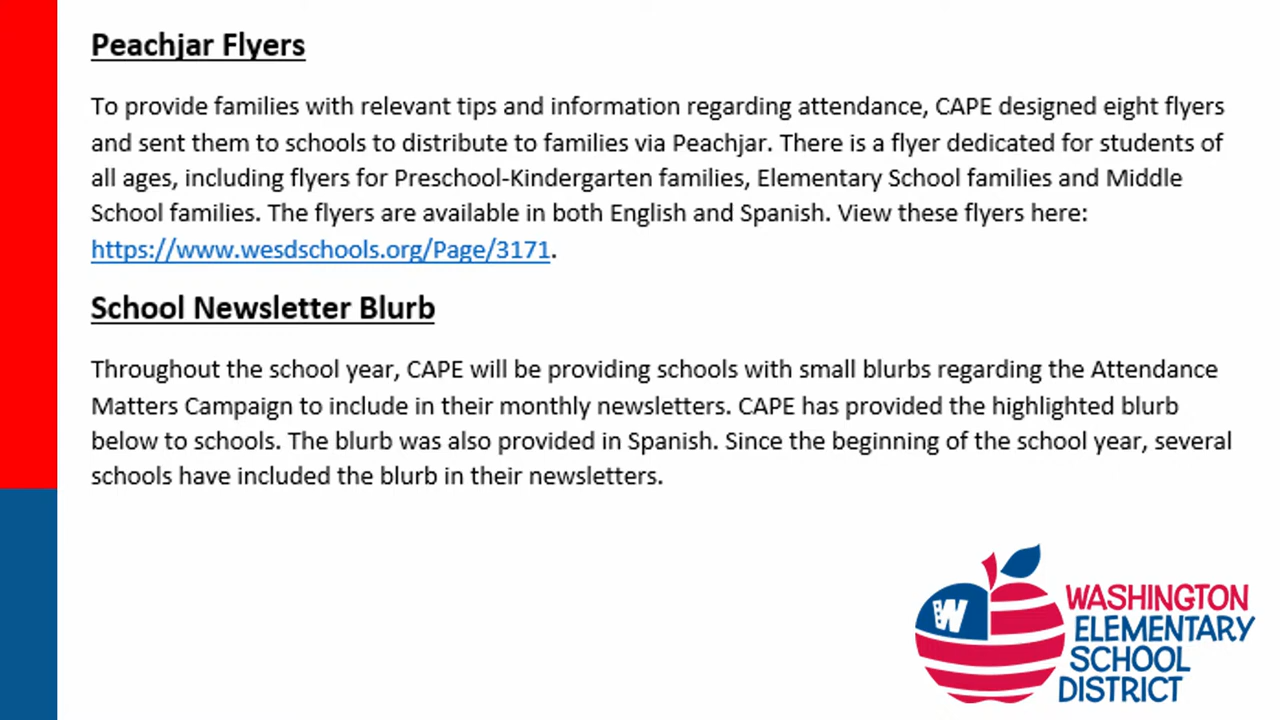 Peachjar Flyers
To provide families with relevant tips and information regarding attendance, CAPE designed eight flyers
and sent them to schools to distribute to families via Peachjar. There is a flyer dedicated for students of
all ages, including flyers for Preschool-Kindergarten families, Elementary School families and Middle
School families. The flyers are available in both English and Spanish. View these flyers here:
https://www.wesdschools.org/Page/3171.
School Newsletter Blurb
Throughout the school year, CAPE will be providing schools with small blurbs regarding the Attendance
Matters Campaign to include in their monthly newsletters. CAPE has provided the highlighted blurb
below to schools. The blurb was also provided in Spanish. Since the beginning of the school year, several
schools have included the blurb in their newsletters.
W
WASHINGTON
ELEMENTARY
SCHOOL
DISTRICT